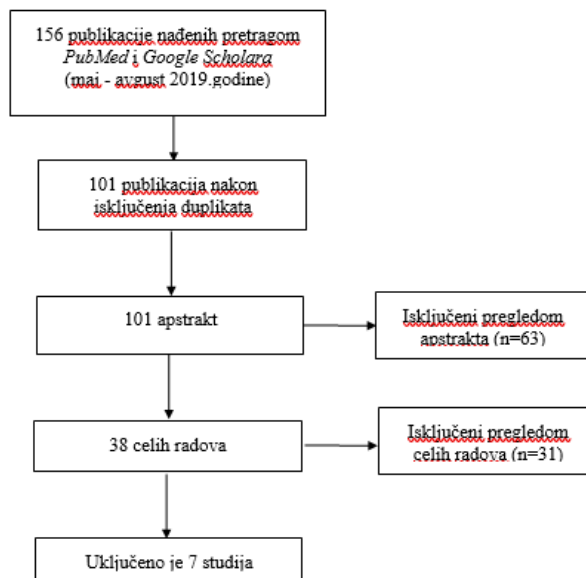 156 publikacije nađenih pretragom
PubMed i Google Scholara
(maj - avgust 2019.godine)
101 publikacija nakon
isključenja duplikata
101 apstrakt
Isključeni pregledom
apstrakta (n=63)
38 celih radova
Isključeni pregledom
celih radova (n=31)
Uključeno je 7 studija